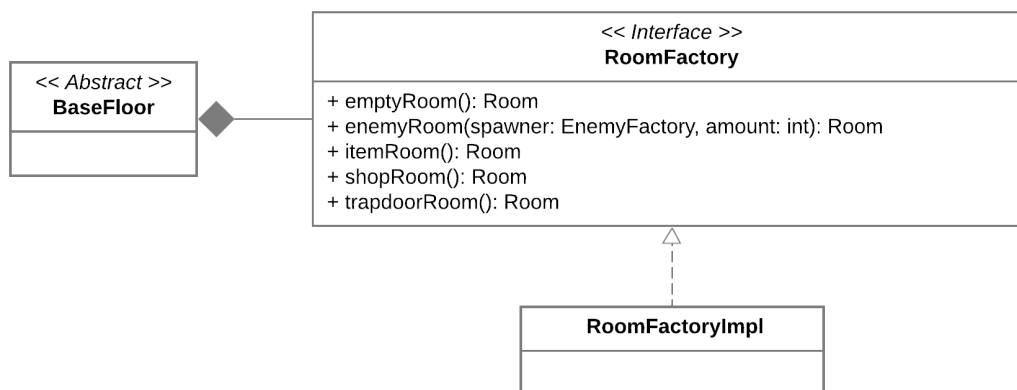 << Abstract >>
BaseFloor
<< Interface >>
RoomFactory
+ emptyRoom(): Room
+ enemyRoom(spawner: EnemyFactory, amount: int): Room
+ itemRoom(): Room
+ shopRoom(): Room
+ trapdoorRoom(): Room
RoomFactoryImpl